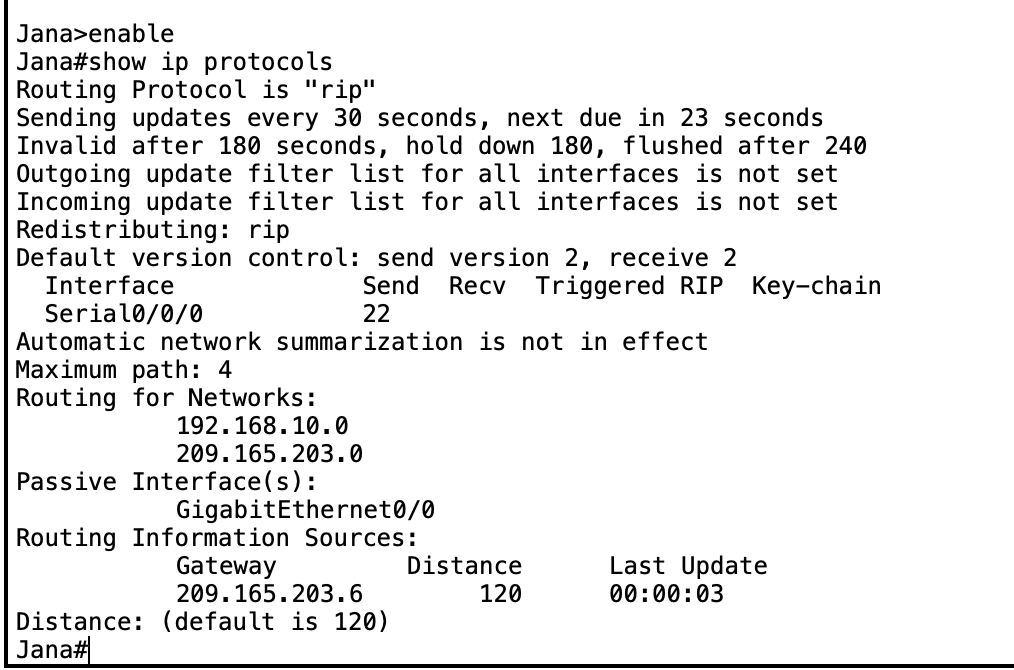 Jana>enable
Jana#show ip protocols
Routing Protocol is "rip"
Sending updates every 30 seconds, next due in 23 seconds
Invalid after 180 seconds, hold down 180, flushed after 240
Outgoing update filter list for all interfaces is not set
Incoming update filter list for all interfaces is not set
Redistributing: rip
Default version control: send version 2, receive 2
  Interface             Send  Recv  Triggered RIP  Key-chain
  Serial0/0/0           22
Automatic network summarization is not in effect
Maximum path: 4
Routing for Networks:
           192.168.10.0
           209.165.203.0
Passive Interface(s):
           GigabitEthernet0/0
Routing Information Sources:
           Gateway         Distance      Last Update
           209.165.203.6        120      00:00:03
Distance: (default is 120)
Jana#